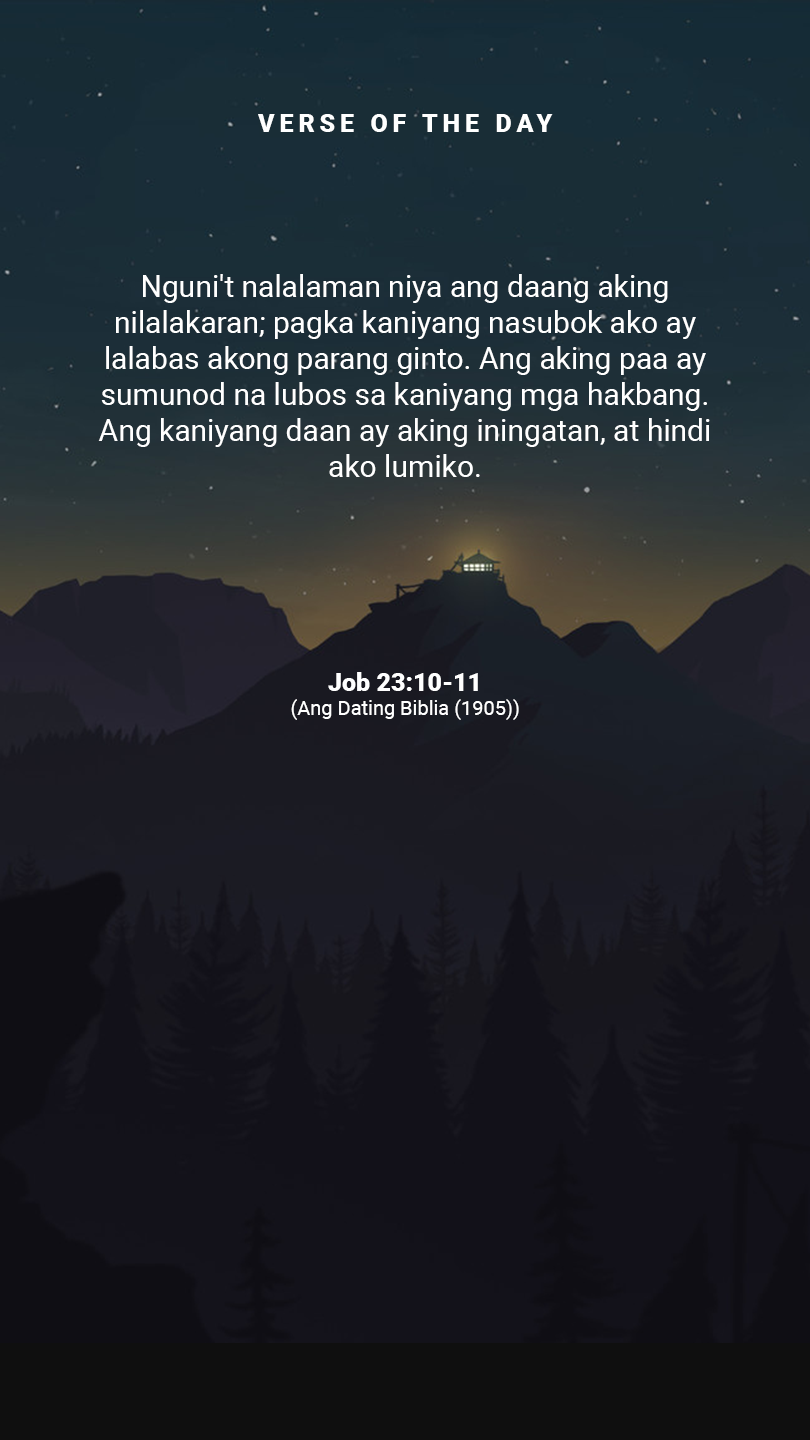 VERSE OF THE DAY
Nguni't nalalaman niya ang daang aking
nilalakaran; pagka kaniyang nasubok ako ay
lalabas akong parang ginto. Ang aking paa ay
sumunod na lubos sa kaniyang mga hakbang.
Ang kaniyang daan ay aking iningatan, at hindi
ako lumiko.
Job 23:10-11
(Ang Dating Biblia (1905))